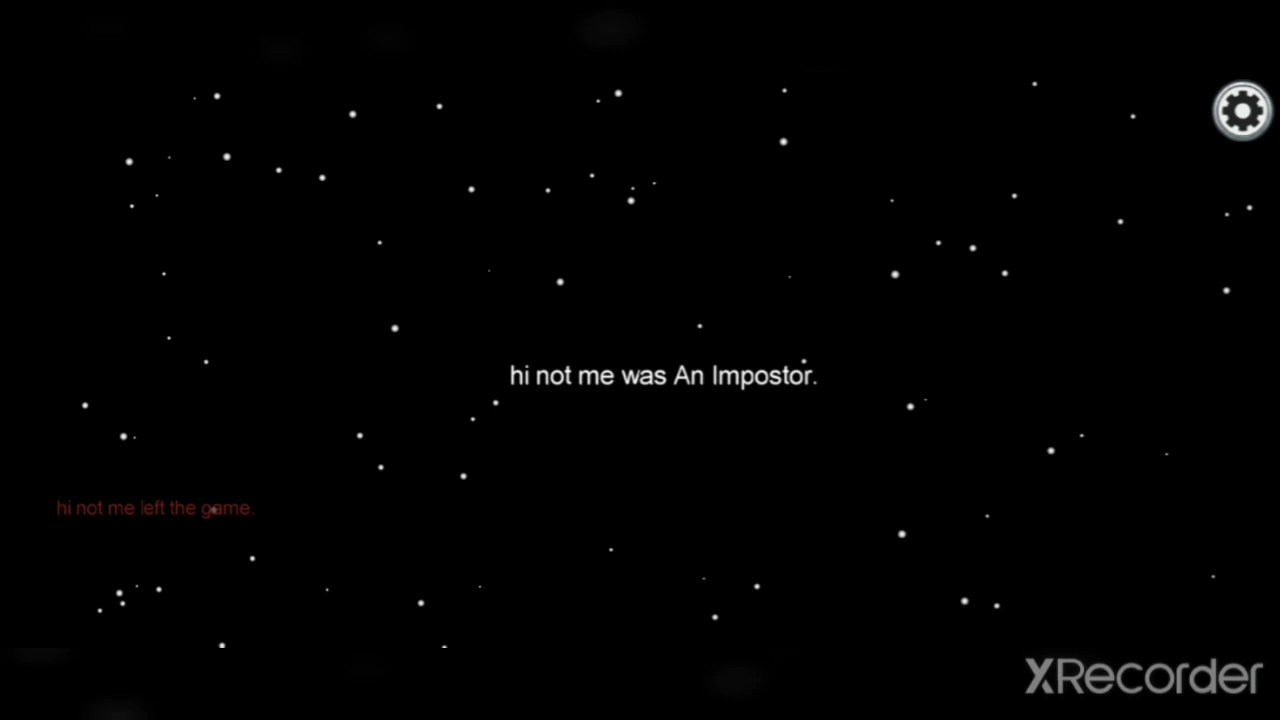 hi not me was An Impostor.
hi not me left the game.
XRecorder